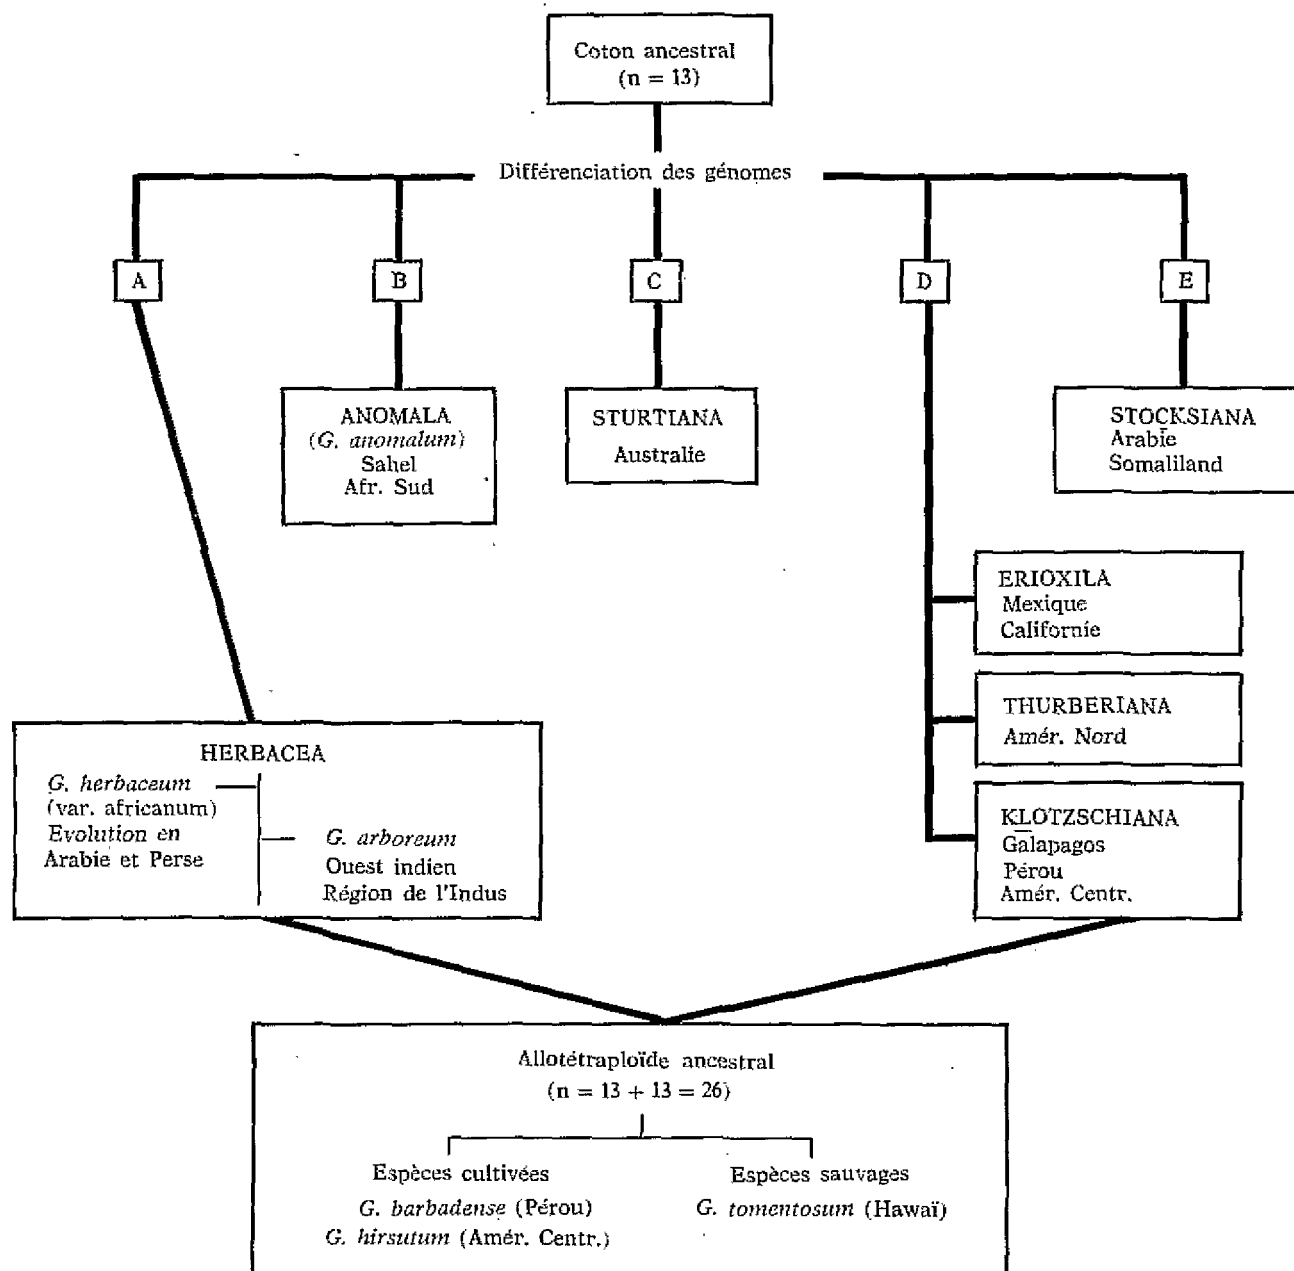 Coton ancestral
(n = 13)
Différenciation des génomes
A
B
C
D
E
ANOMALA
(G. anomalum)
Sahel
Afr. Sud
STURTIANA
Australie
STOCKSIANA
Arabie
Somaliland
ERIOXILA
Mexique
Californie
THURBERIANA
Amér. Nord
KLOTZSCHIANA
Galapagos
Pérou
Amér. Centr.
HERBACEA
G. herbaceum
(var. africanum)
Evolution en
Arabie et Perse
G. arboreum
Ouest indien
Région de l'Indus
Allotétraploïde ancestral
(n = 13 + 13 = 26)
Espèces cultivées
G. barbadense (Pérou)
G. hirsutum (Amér. Centr.)
Espèces sauvages
G. tomentosum (Hawaï)